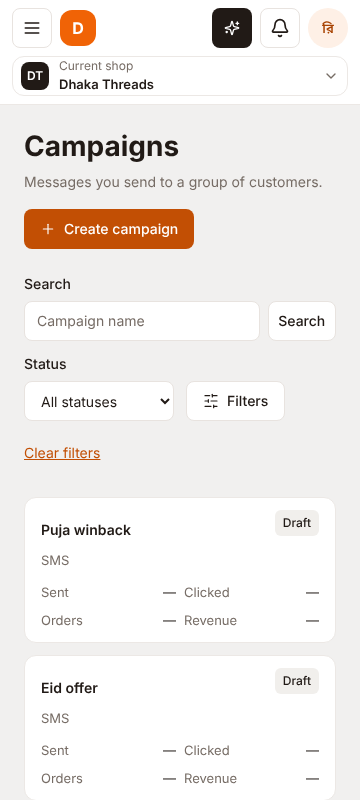 D
রি
DT
Current shop
Dhaka Threads
Campaigns
Messages you send to a group of customers.
+ Create campaign
Search
Campaign name
Search
Status
All statuses
Filters
Clear filters
Puja winback
Draft
SMS
Sent — Clicked —
Orders — Revenue —
Eid offer
Draft
SMS
Sent — Clicked —
Orders — Revenue —